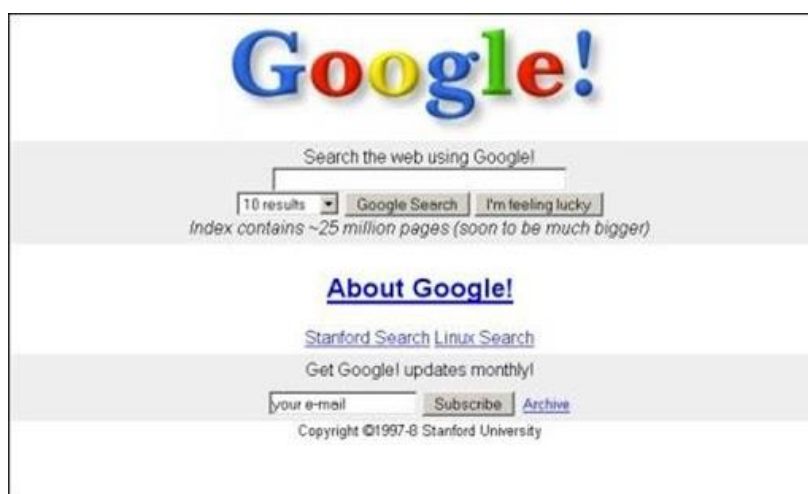 Google!
Search the web using Google!
10 results Google Search I'm feeling lucky
Index contains ~25 million pages (soon to be much bigger)
About Google!
Stanford Search Linux Search
Get Google! updates monthly!
your e-mail Subscribe Archive
Copyright ©1997-8 Stanford University